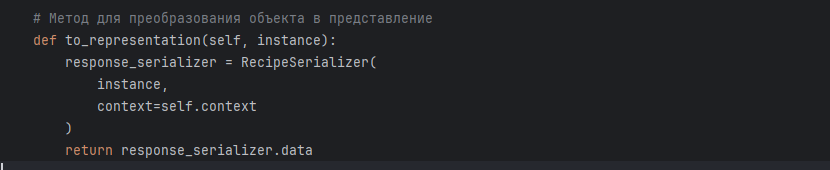 # Метод для преобразования объекта в представление
def to_representation(self, instance):
response_serializer = RecipeSerializer(
instance,
context=self.context
)
return response_serializer.data